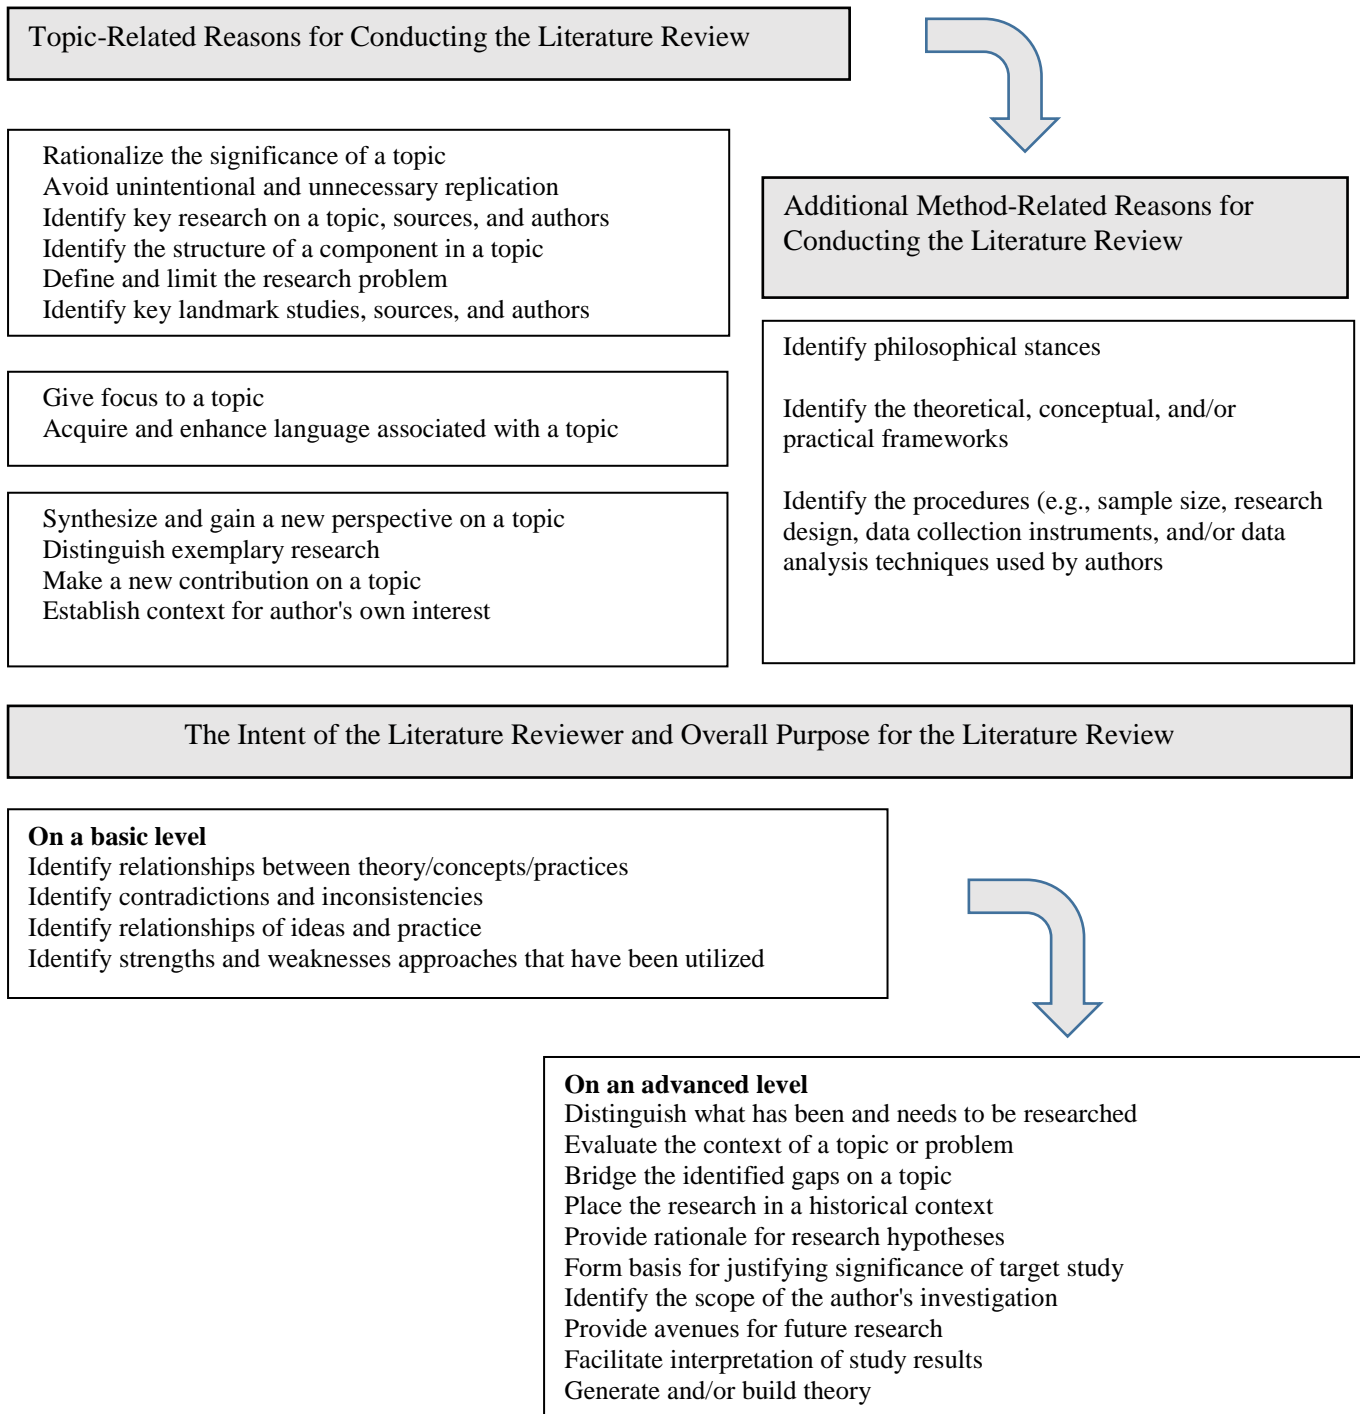 Topic-Related Reasons for Conducting the Literature Review
Rationalize the significance of a topic
Avoid unintentional and unnecessary replication
Identify key research on a topic, sources, and authors
Identify the structure of a component in a topic
Define and limit the research problem
Identify key landmark studies, sources, and authors
Give focus to a topic
Acquire and enhance language associated with a topic
Synthesize and gain a new perspective on a topic
Distinguish exemplary research
Make a new contribution on a topic
Establish context for author's own interest
Additional Method-Related Reasons for
Conducting the Literature Review
Identify philosophical stances
Identify the theoretical, conceptual, and/or
practical frameworks
Identify the procedures (e.g., sample size, research
design, data collection instruments, and/or data
analysis techniques used by authors
The Intent of the Literature Reviewer and Overall Purpose for the Literature Review
On a basic level
Identify relationships between theory/concepts/practices
Identify contradictions and inconsistencies
Identify relationships of ideas and practice
Identify strengths and weaknesses approaches that have been utilized
On an advanced level
Distinguish what has been and needs to be researched
Evaluate the context of a topic or problem
Bridge the identified gaps on a topic
Place the research in a historical context
Provide rationale for research hypotheses
Form basis for justifying significance of target study
Identify the scope of the author's investigation
Provide avenues for future research
Facilitate interpretation of study results
Generate and/or build theory